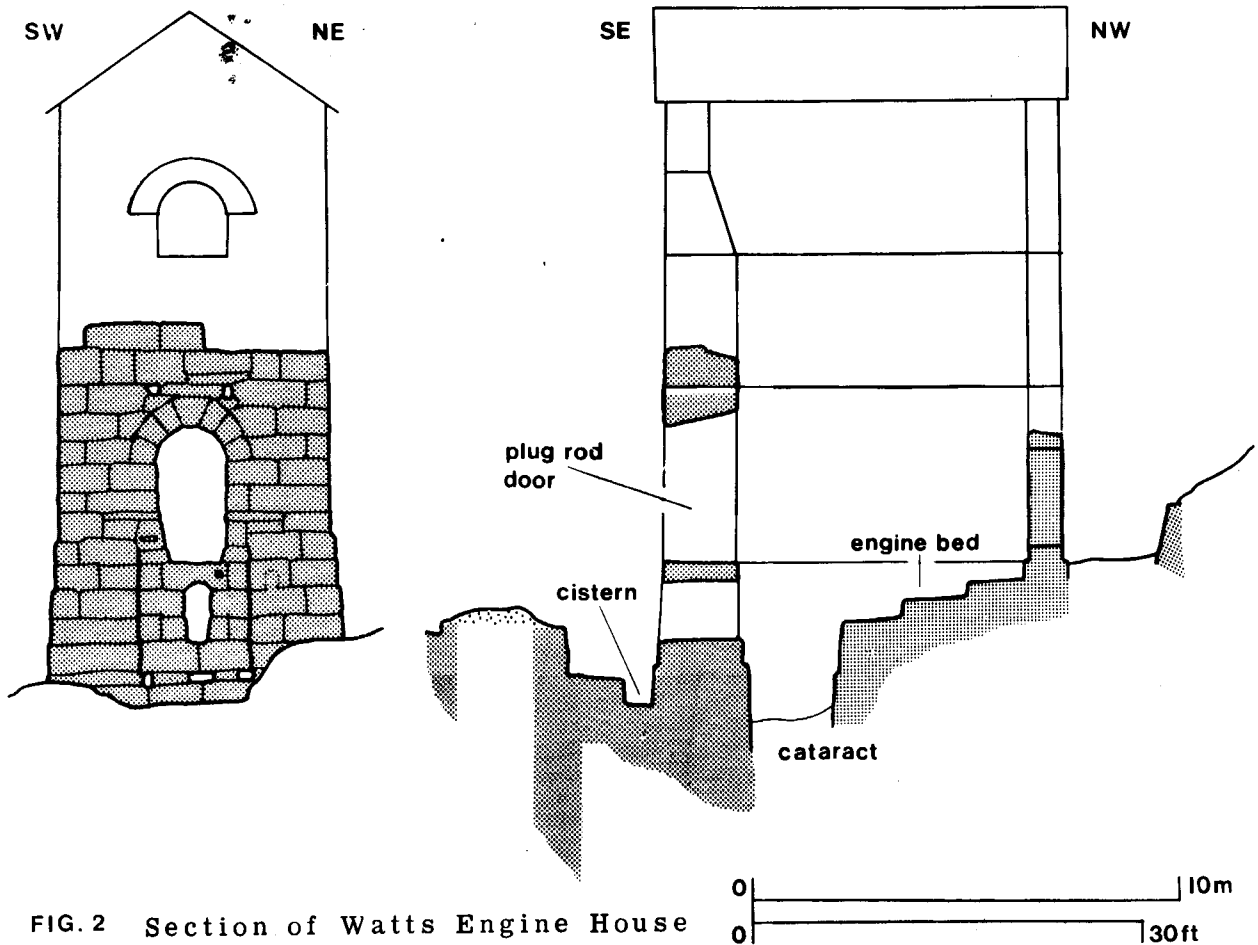 SW
NE
SE
NW
plug rod
door
engine bed
cistern
cataract
0
10m
0
30ft
FIG. 2 Section of Watts Engine House